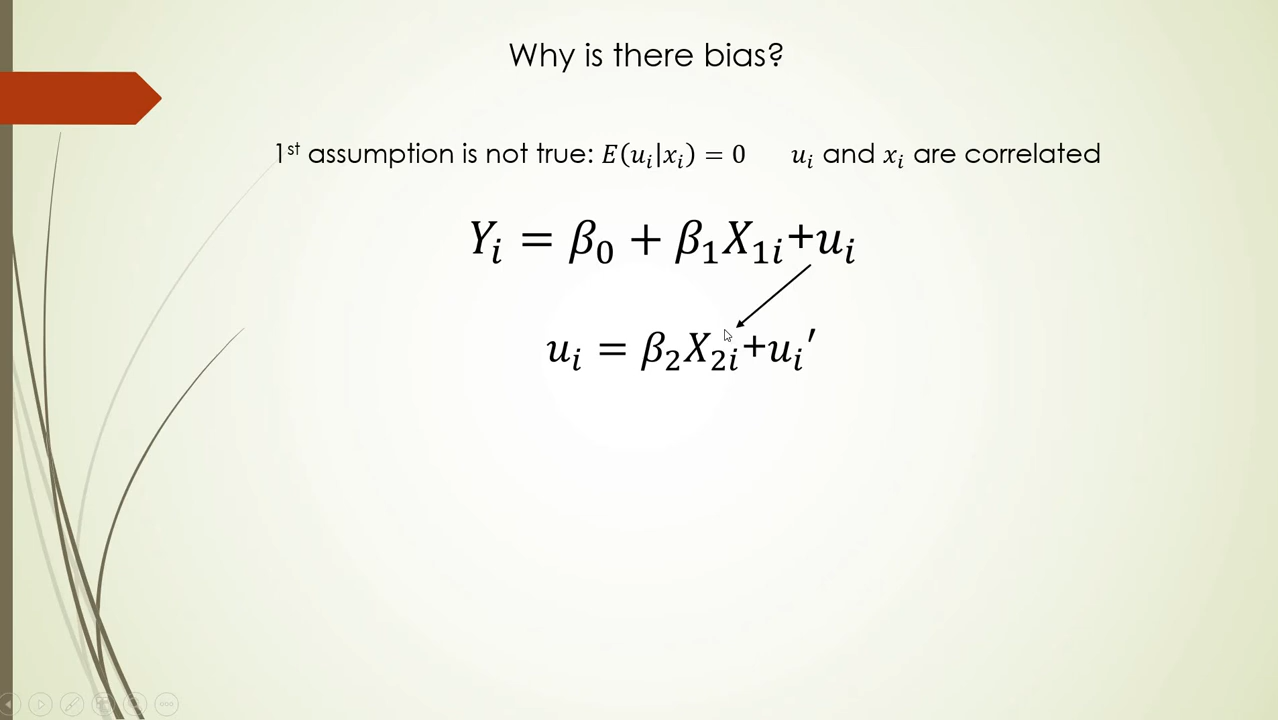 Why is there bias?
1st assumption is not true: E(uᵢ|xᵢ) = 0 uᵢ and xᵢ are correlated
Yᵢ = β₀ + β₁X₁ᵢ+uᵢ
uᵢ = β₂X₂ᵢ+uᵢ′